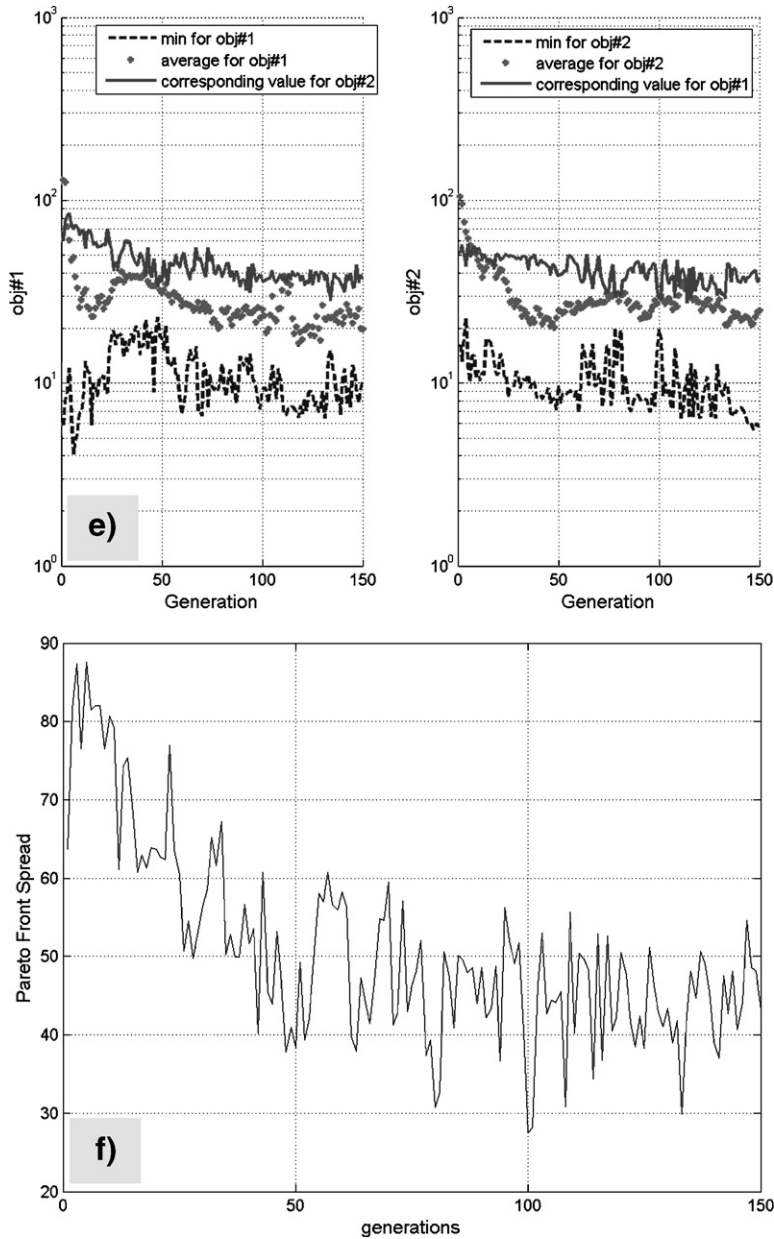 10³
10²
10¹
10⁰
obj#1
min for obj#1
average for obj#1
corresponding value for obj#2
e)
0
50
100
150
Generation
10³
10²
10¹
10⁰
obj#2
min for obj#2
average for obj#2
corresponding value for obj#1
0
50
100
150
Generation
90
80
70
60
50
40
30
20
Pareto Front Spread
f)
0
50
100
150
generations